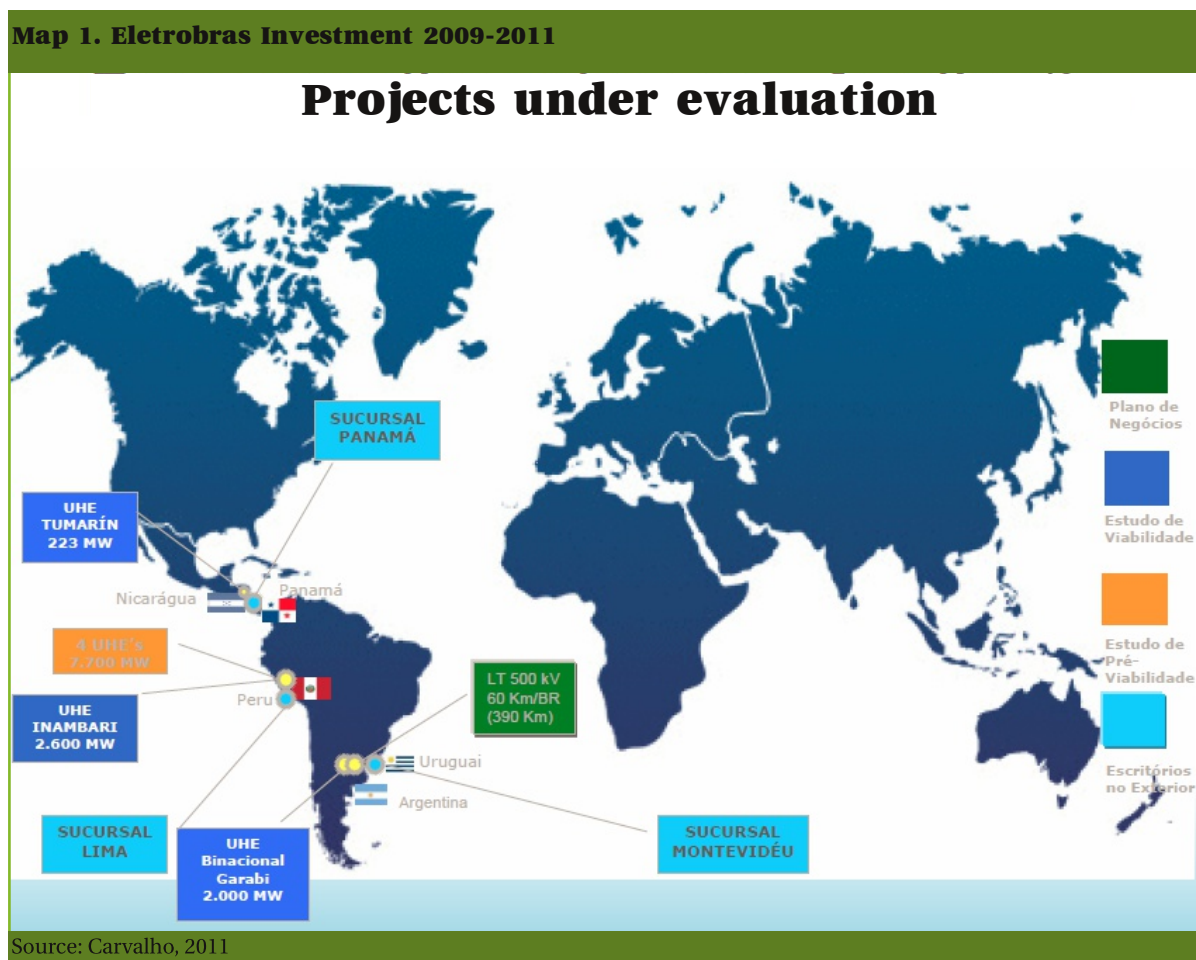 Map 1. Eletrobras Investment 2009-2011
Projects under evaluation
SUCURSAL
PANAMÁ
UHE
TUMARÍN
223 MW
Nicarágua
Panamá
4 UHE's
7.700 MW
Peru
UHE
INAMBARI
2.600 MW
LT 500 kV
60 Km/BR
(390 Km)
Uruguai
Argentina
SUCURSAL
LIMA
UHE
Binacional
Garabi
2.000 MW
SUCURSAL
MONTEVIDÉU
Plano de
Negócios
Estudo de
Viabilidade
Estudo de
Pré-
Viabilidade
Escritórios
no Exterior
Source: Carvalho, 2011